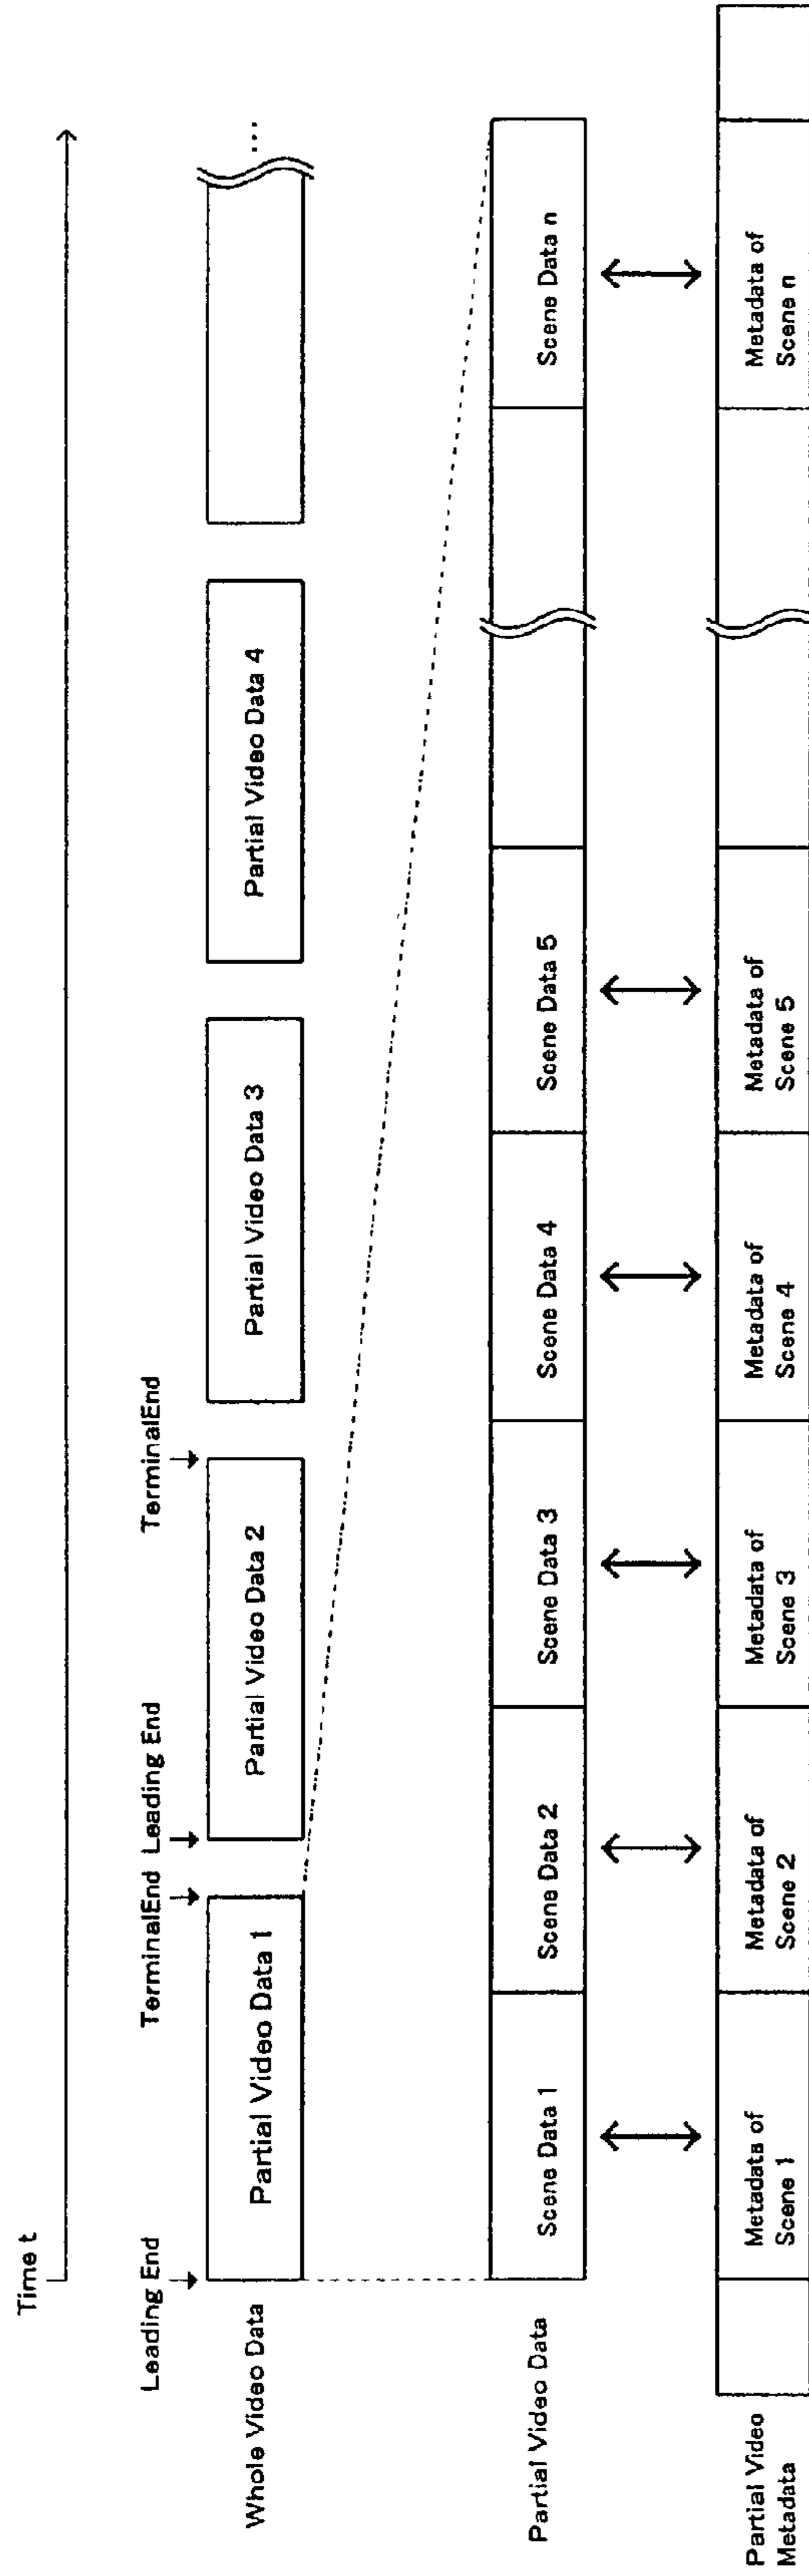 Time t
Leading End
TerminalEnd
Leading End
TerminalEnd
Whole Video Data
Partial Video Data 1
Partial Video Data 2
Partial Video Data 3
Partial Video Data 4
...
Partial Video Data
Scene Data 1
Scene Data 2
Scene Data 3
Scene Data 4
Scene Data 5
Scene Data n
Partial Video
Metadata
Metadata of
Scene 1
Metadata of
Scene 2
Metadata of
Scene 3
Metadata of
Scene 4
Metadata of
Scene 5
Metadata of
Scene n